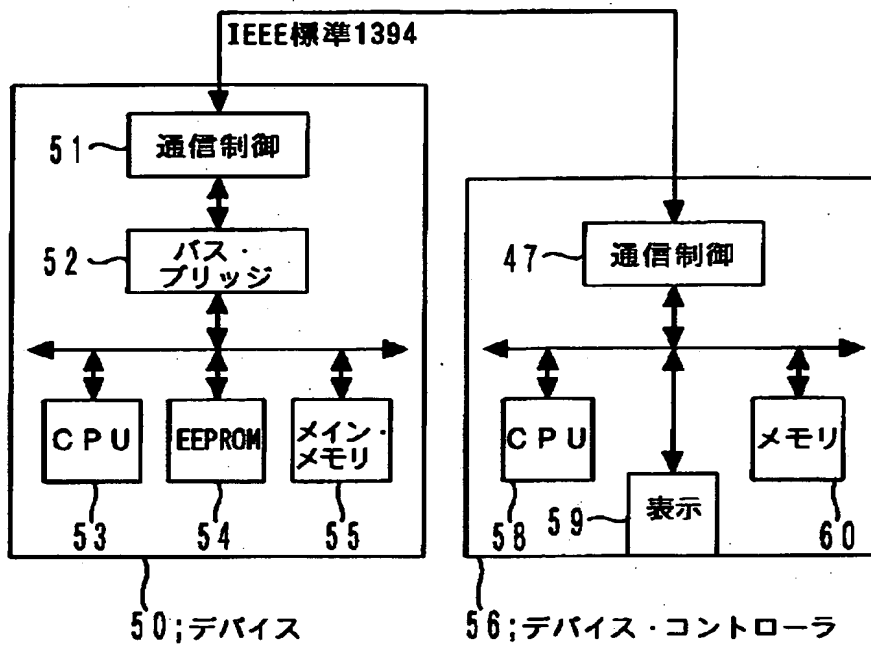 IEEE標準1394
51
通信制御
52
バス・
ブリッジ
47
通信制御
CPU
EEPROM
メイン・
メモリ
CPU
表示
メモリ
53
54
55
58
59
60
50;デバイス
56;デバイス・コントローラ